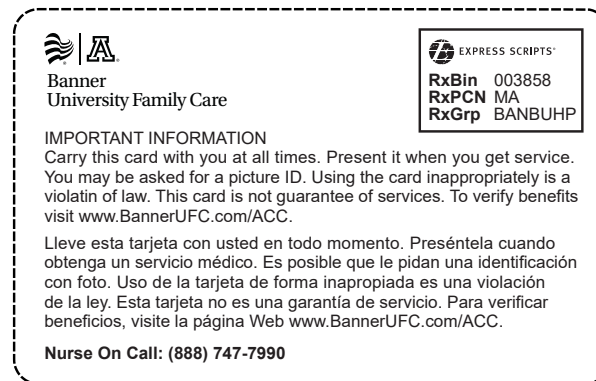 A
Banner
University Family Care
EXPRESS SCRIPTS®
RxBin 003858
RxPCN MA
RxGrp BANBUHP
IMPORTANT INFORMATION
Carry this card with you at all times. Present it when you get service.
You may be asked for a picture ID. Using the card inappropriately is a
violatin of law. This card is not guarantee of services. To verify benefits
visit www.BannerUFC.com/ACC.
Lleve esta tarjeta con usted en todo momento. Preséntela cuando
obtenga un servicio médico. Es posible que le pidan una identificación
con foto. Uso de la tarjeta de forma inapropiada es una violación
de la ley. Esta tarjeta no es una garantía de servicio. Para verificar
beneficios, visite la página Web www.BannerUFC.com/ACC.
Nurse On Call: (888) 747-7990